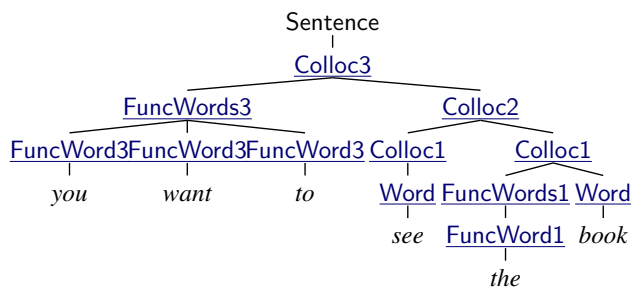 Sentence
Colloc3
FuncWords3 Colloc2
FuncWord3 FuncWord3 FuncWord3 Colloc1 Colloc1
you want to Word FuncWords1 Word
see FuncWord1 book
the